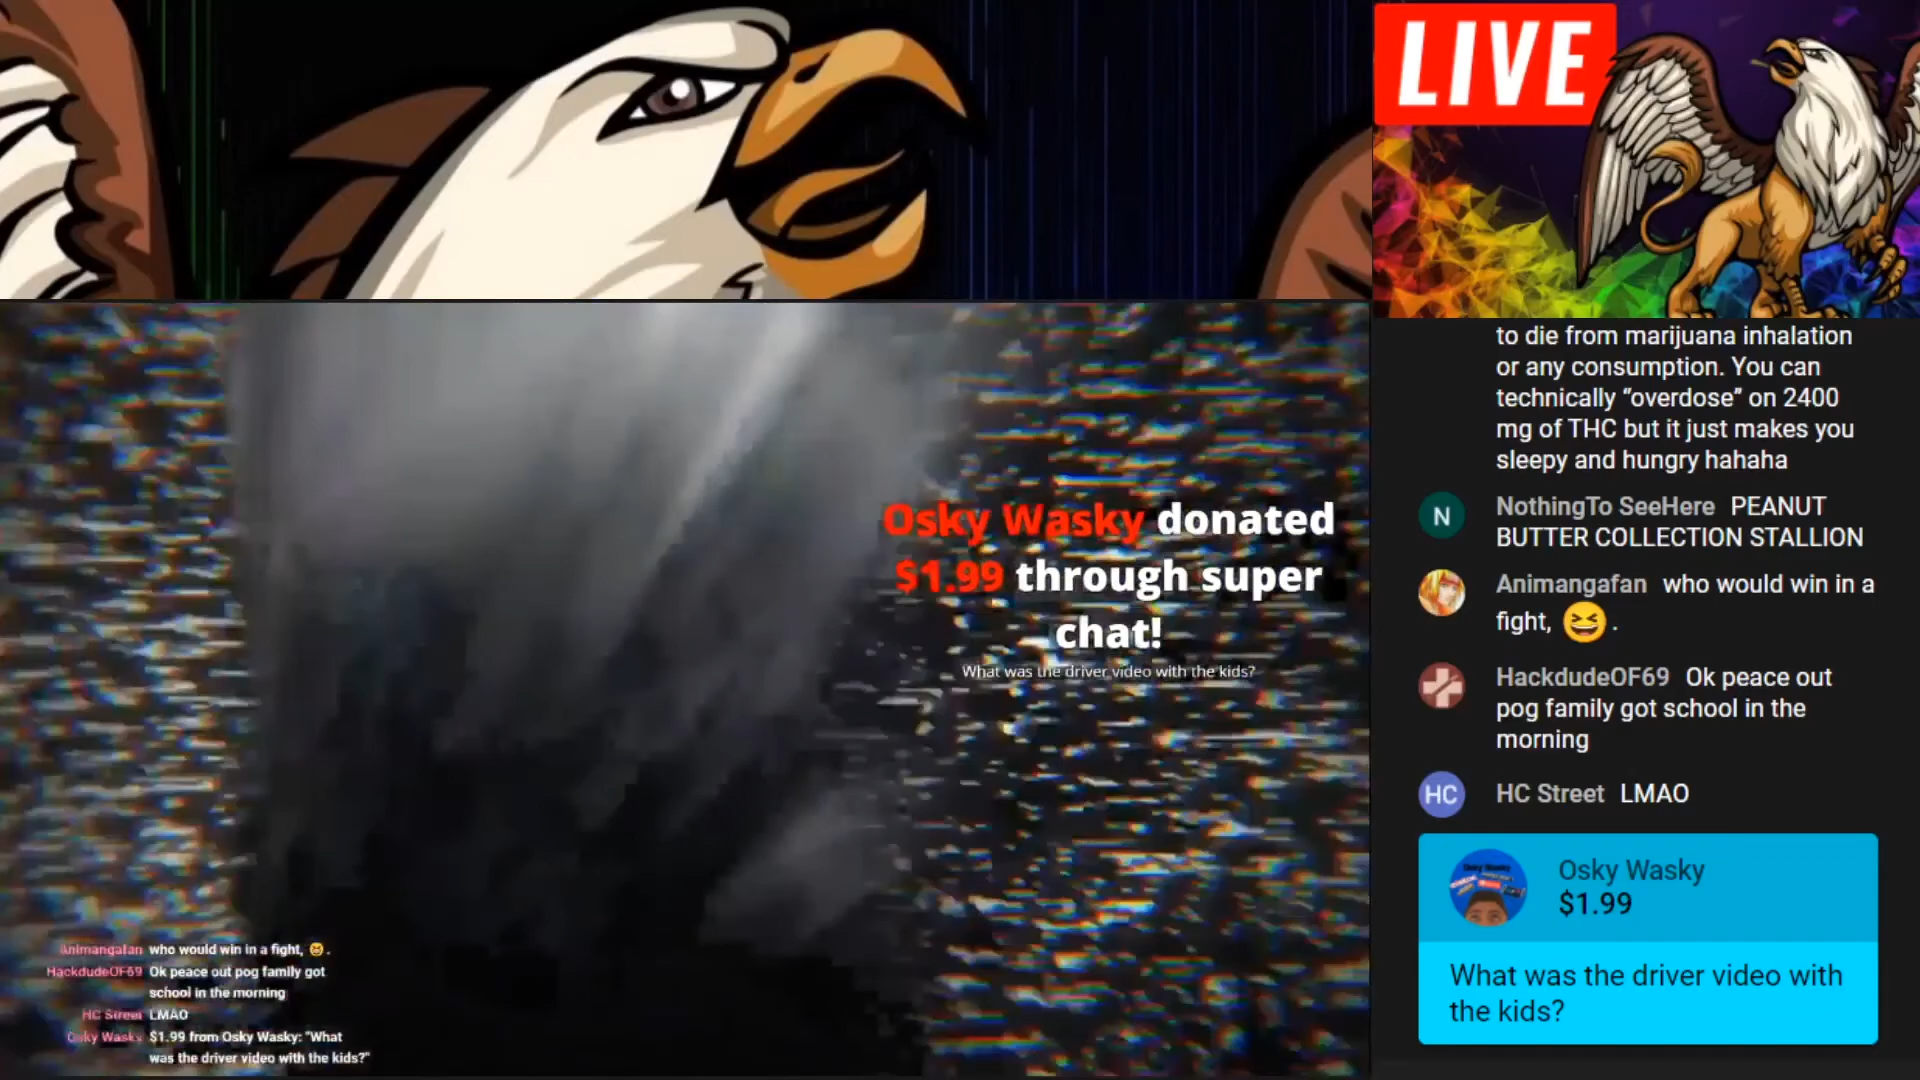 LIVE
to die from marijuana inhalation
or any consumption. You can
technically “overdose” on 2400
mg of THC but it just makes you
sleepy and hungry hahaha
N NothingTo SeeHere PEANUT
BUTTER COLLECTION STALLION
Animangafan who would win in a
fight, 😆 .
HackdudeOF69 Ok peace out
pog family got school in the
morning
HC HC Street LMAO
Osky Wasky
$1.99
What was the driver video with
the kids?
Osky Wasky donated
$1.99 through super
chat!
What was the driver video with the kids?
Animangafan who would win in a fight, 😆 .
HackdudeOF69 Ok peace out pog family got
school in the morning
HC Street LMAO
Osky Wasky $1.99 from Osky Wasky: "What
was the driver video with the kids?"